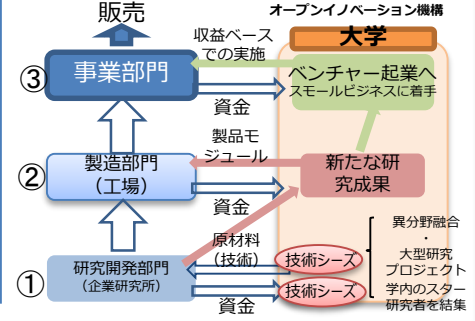 販売
オープンイノベーション機構
大学
収益ベース
での実施
③
事業部門
ベンチャー起業へ
スモールビジネスに着手
資金
製品モ
ジュール
②
製造部門
(工場)
新たな研
究成果
資金
異分野融合
・
大型研究
プロジェクト
学内のスター
研究者を結集
原材料
(技術)
技術シーズ
①
研究開発部門
(企業研究所)
技術シーズ
資金